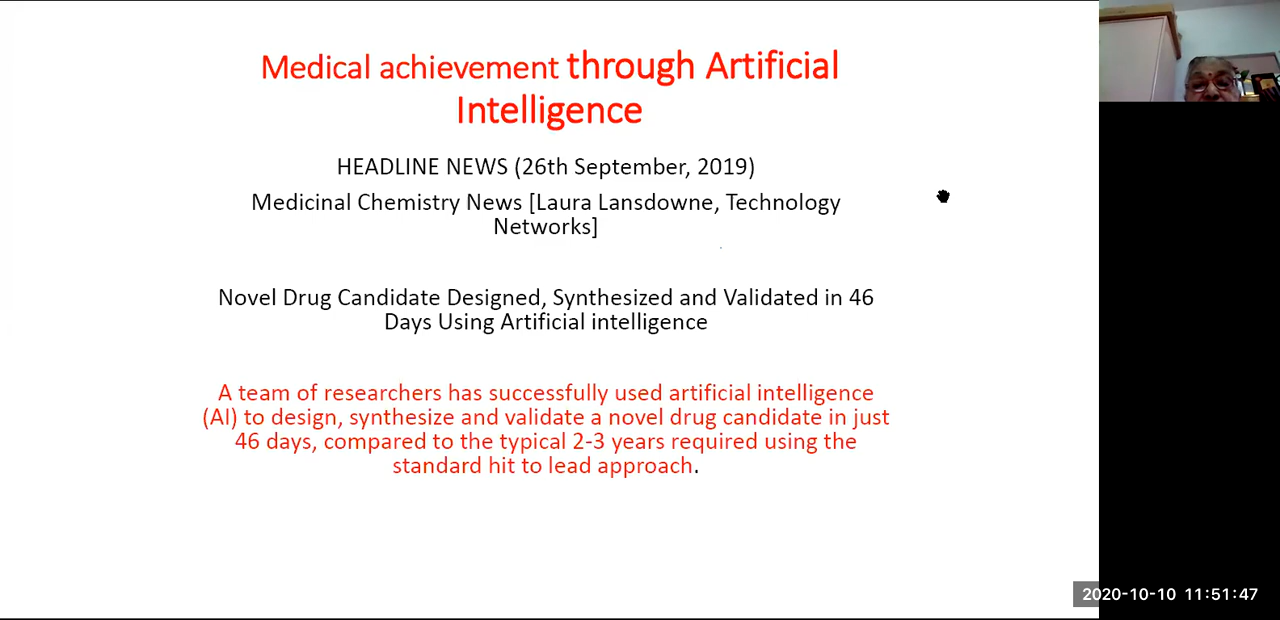 Medical achievement through Artificial
Intelligence
HEADLINE NEWS (26th September, 2019)
Medicinal Chemistry News [Laura Lansdowne, Technology
Networks]
Novel Drug Candidate Designed, Synthesized and Validated in 46
Days Using Artificial intelligence
A team of researchers has successfully used artificial intelligence
(AI) to design, synthesize and validate a novel drug candidate in just
46 days, compared to the typical 2-3 years required using the
standard hit to lead approach.
2020-10-10 11:51:47